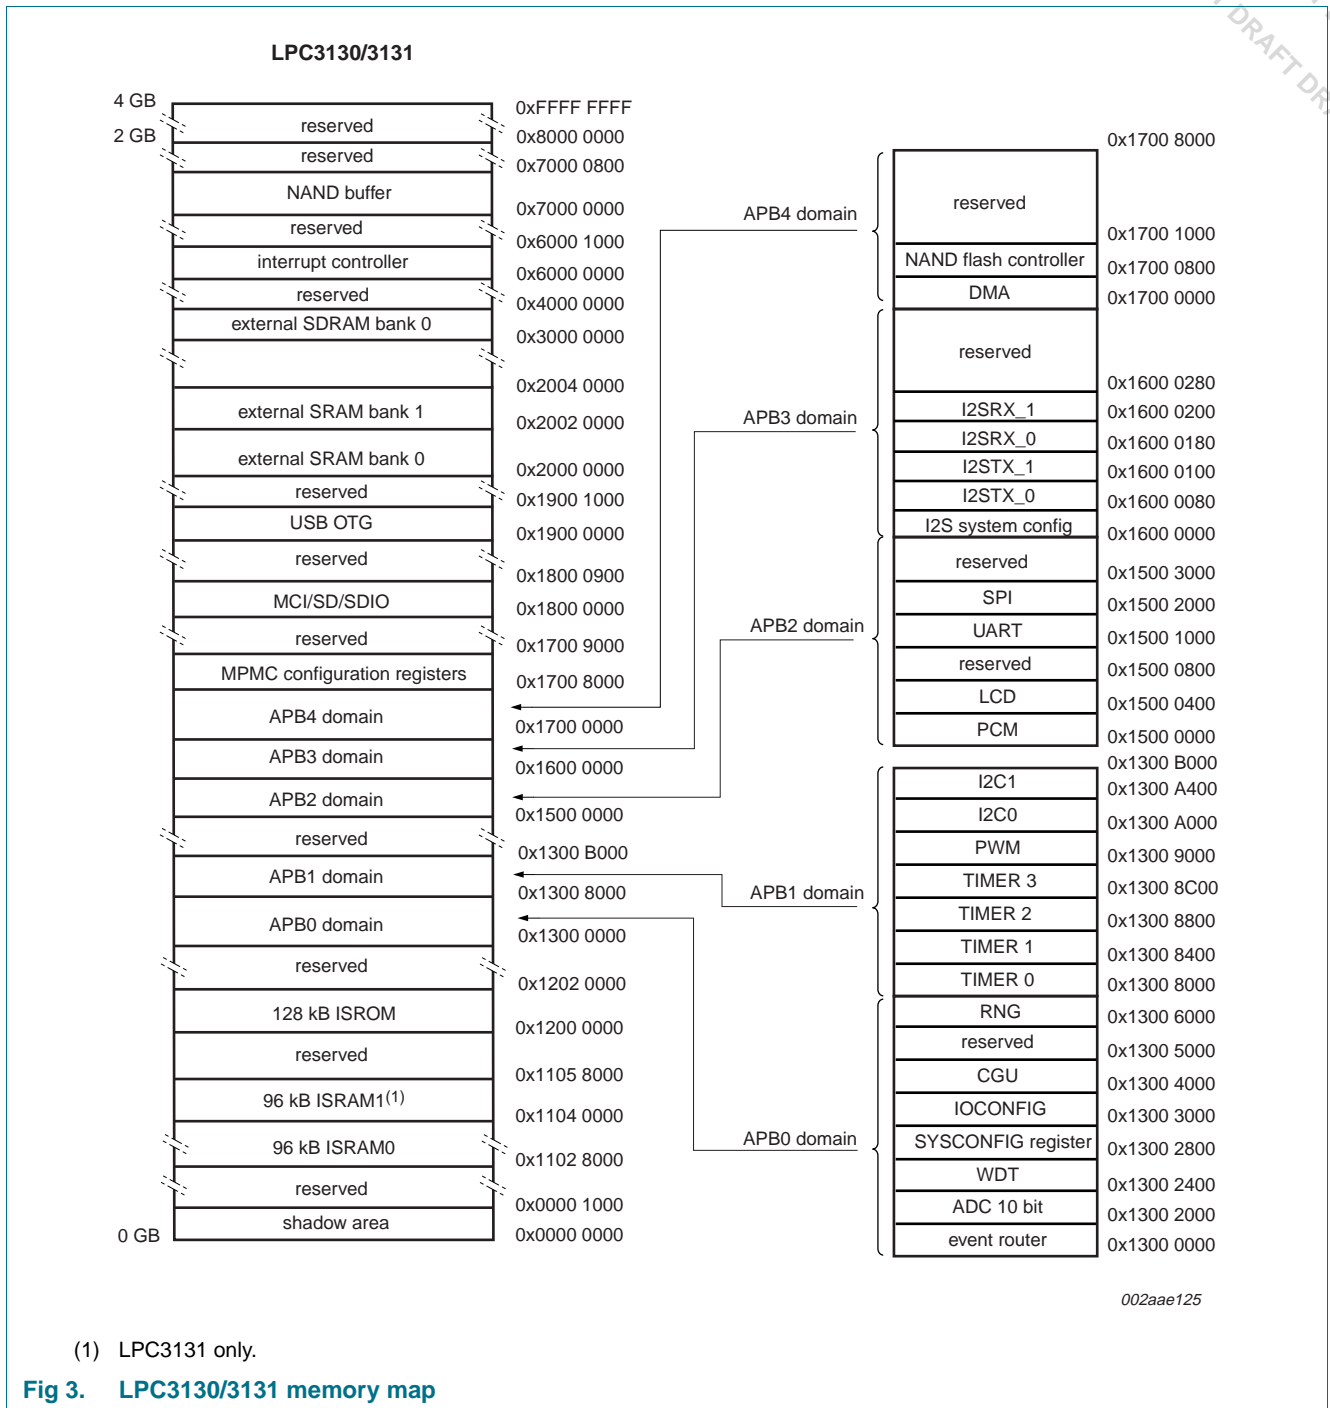 DRAFT DR
LPC3130/3131
4 GB
0xFFFF FFFF
reserved
2 GB
0x8000 0000
reserved
0x7000 0800
NAND buffer
0x7000 0000
reserved
0x6000 1000
interrupt controller
0x6000 0000
reserved
0x4000 0000
external SDRAM bank 0
0x3000 0000
0x2004 0000
external SRAM bank 1
0x2002 0000
external SRAM bank 0
0x2000 0000
reserved
0x1900 1000
USB OTG
0x1900 0000
reserved
0x1800 0900
MCI/SD/SDIO
0x1800 0000
reserved
0x1700 9000
MPMC configuration registers
0x1700 8000
APB4 domain
0x1700 0000
APB3 domain
0x1600 0000
APB2 domain
0x1500 0000
reserved
0x1300 B000
APB1 domain
0x1300 8000
APB0 domain
0x1300 0000
reserved
0x1202 0000
128 kB ISROM
0x1200 0000
reserved
0x1105 8000
96 kB ISRAM1(1)
0x1104 0000
96 kB ISRAM0
0x1102 8000
reserved
0x0000 1000
shadow area
0 GB
0x0000 0000
0x1700 8000
APB4 domain
reserved
0x1700 1000
NAND flash controller
0x1700 0800
DMA
0x1700 0000
APB3 domain
reserved
0x1600 0280
I2SRX_1
0x1600 0200
I2SRX_0
0x1600 0180
I2STX_1
0x1600 0100
I2STX_0
0x1600 0080
I2S system config
0x1600 0000
APB2 domain
reserved
0x1500 3000
SPI
0x1500 2000
UART
0x1500 1000
reserved
0x1500 0800
LCD
0x1500 0400
PCM
0x1500 0000
0x1300 B000
APB1 domain
I2C1
0x1300 A400
I2C0
0x1300 A000
PWM
0x1300 9000
TIMER 3
0x1300 8C00
TIMER 2
0x1300 8800
TIMER 1
0x1300 8400
TIMER 0
0x1300 8000
APB0 domain
RNG
0x1300 6000
reserved
0x1300 5000
CGU
0x1300 4000
IOCONFIG
0x1300 3000
SYSCONFIG register
0x1300 2800
WDT
0x1300 2400
ADC 10 bit
0x1300 2000
event router
0x1300 0000
002aae125
(1) LPC3131 only.
Fig 3. LPC3130/3131 memory map